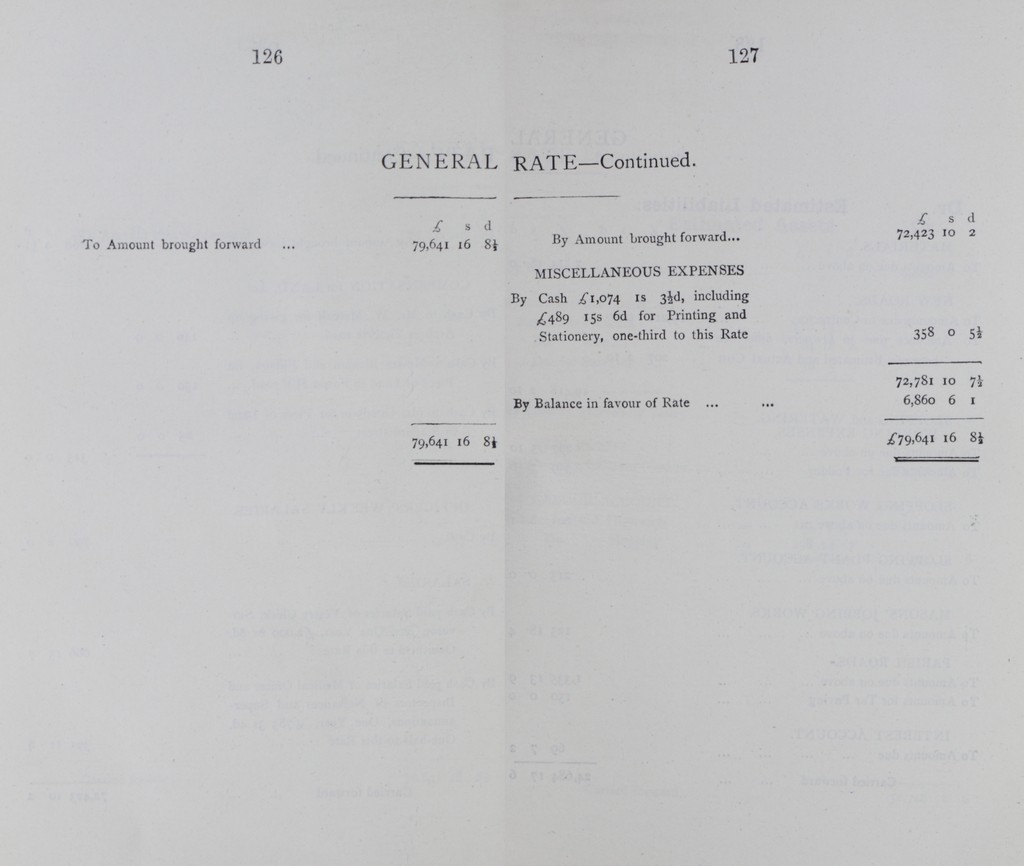 126
127
GENERAL RATE—Continued.
£ s d
To Amount brought forward ... 79,641 16 8½
79,641 16 8½
£ s d
By Amount brought forward... 72,423 10 2
MISCELLANEOUS EXPENSES
By Cash £1,074 1s 3½d, including
£489 15s 6d for Printing and
Stationery, one-third to this Rate 358 0 5½
72,781 10 7½
By Balance in favour of Rate ... ... 6,860 6 1
£79,641 16 8½